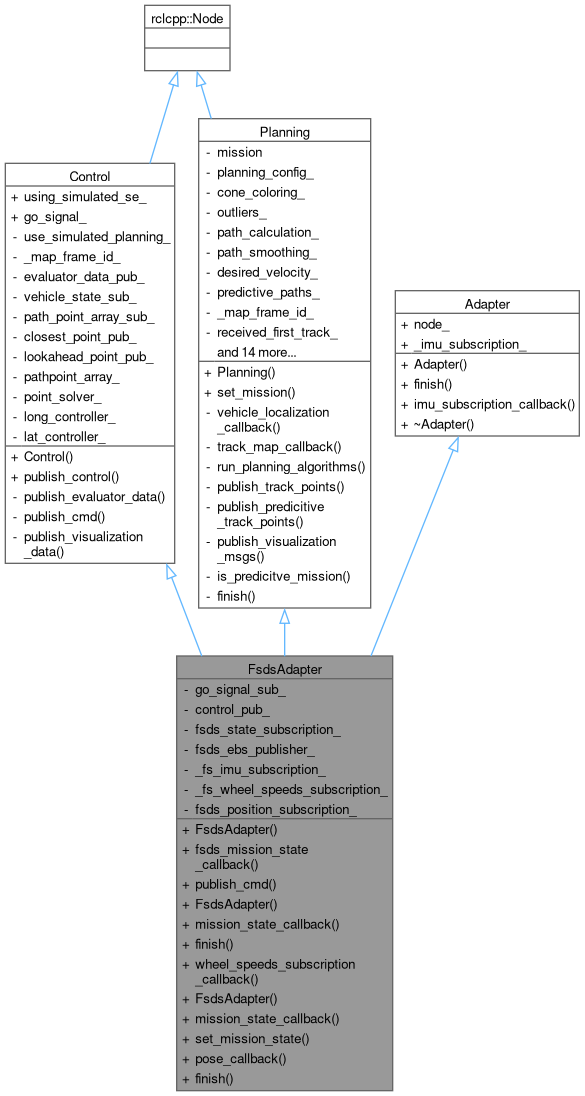 rclcpp::Node
Control
+ using_simulated_se_
+ go_signal_
- use_simulated_planning_
- _map_frame_id_
- evaluator_data_pub_
- vehicle_state_sub_
- path_point_array_sub_
- closest_point_pub_
- lookahead_point_pub_
- pathpoint_array_
- point_solver_
- long_controller_
- lat_controller_
+ Control()
+ publish_control()
- publish_evaluator_data()
- publish_cmd()
- publish_visualization
_data()
Planning
- mission
- planning_config_
- cone_coloring_
- outliers_
- path_calculation_
- path_smoothing_
- desired_velocity_
- predictive_paths_
- _map_frame_id_
- received_first_track_
and 14 more...
+ Planning()
+ set_mission()
- vehicle_localization
_callback()
- track_map_callback()
- run_planning_algorithms()
- publish_track_points()
- publish_predicitive
_track_points()
- publish_visualization
_msgs()
- is_predicitve_mission()
- finish()
Adapter
+ node_
+ _imu_subscription_
+ Adapter()
+ finish()
+ imu_subscription_callback()
+ ~Adapter()
FsdsAdapter
- go_signal_sub_
- control_pub_
- fsds_state_subscription_
- fsds_ebs_publisher_
- _fs_imu_subscription_
- _fs_wheel_speeds_subscription_
- fsds_position_subscription_
+ FsdsAdapter()
+ fsds_mission_state
_callback()
+ publish_cmd()
+ FsdsAdapter()
+ mission_state_callback()
+ finish()
+ wheel_speeds_subscription
_callback()
+ FsdsAdapter()
+ mission_state_callback()
+ set_mission_state()
+ pose_callback()
+ finish()